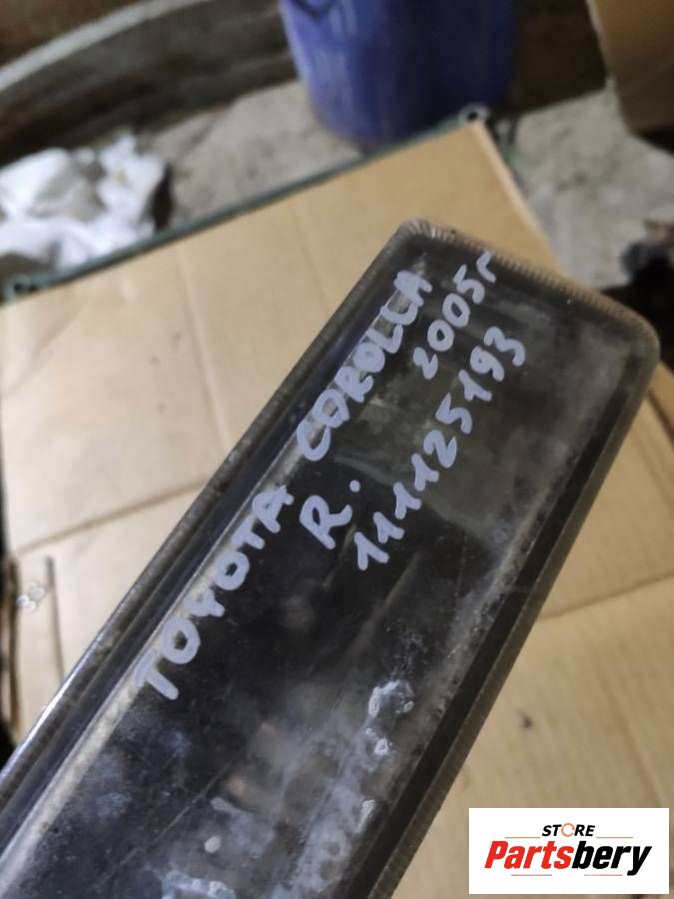 TOYOTA COROLLA
R. 2005г
111125193
STORE
Partsbery